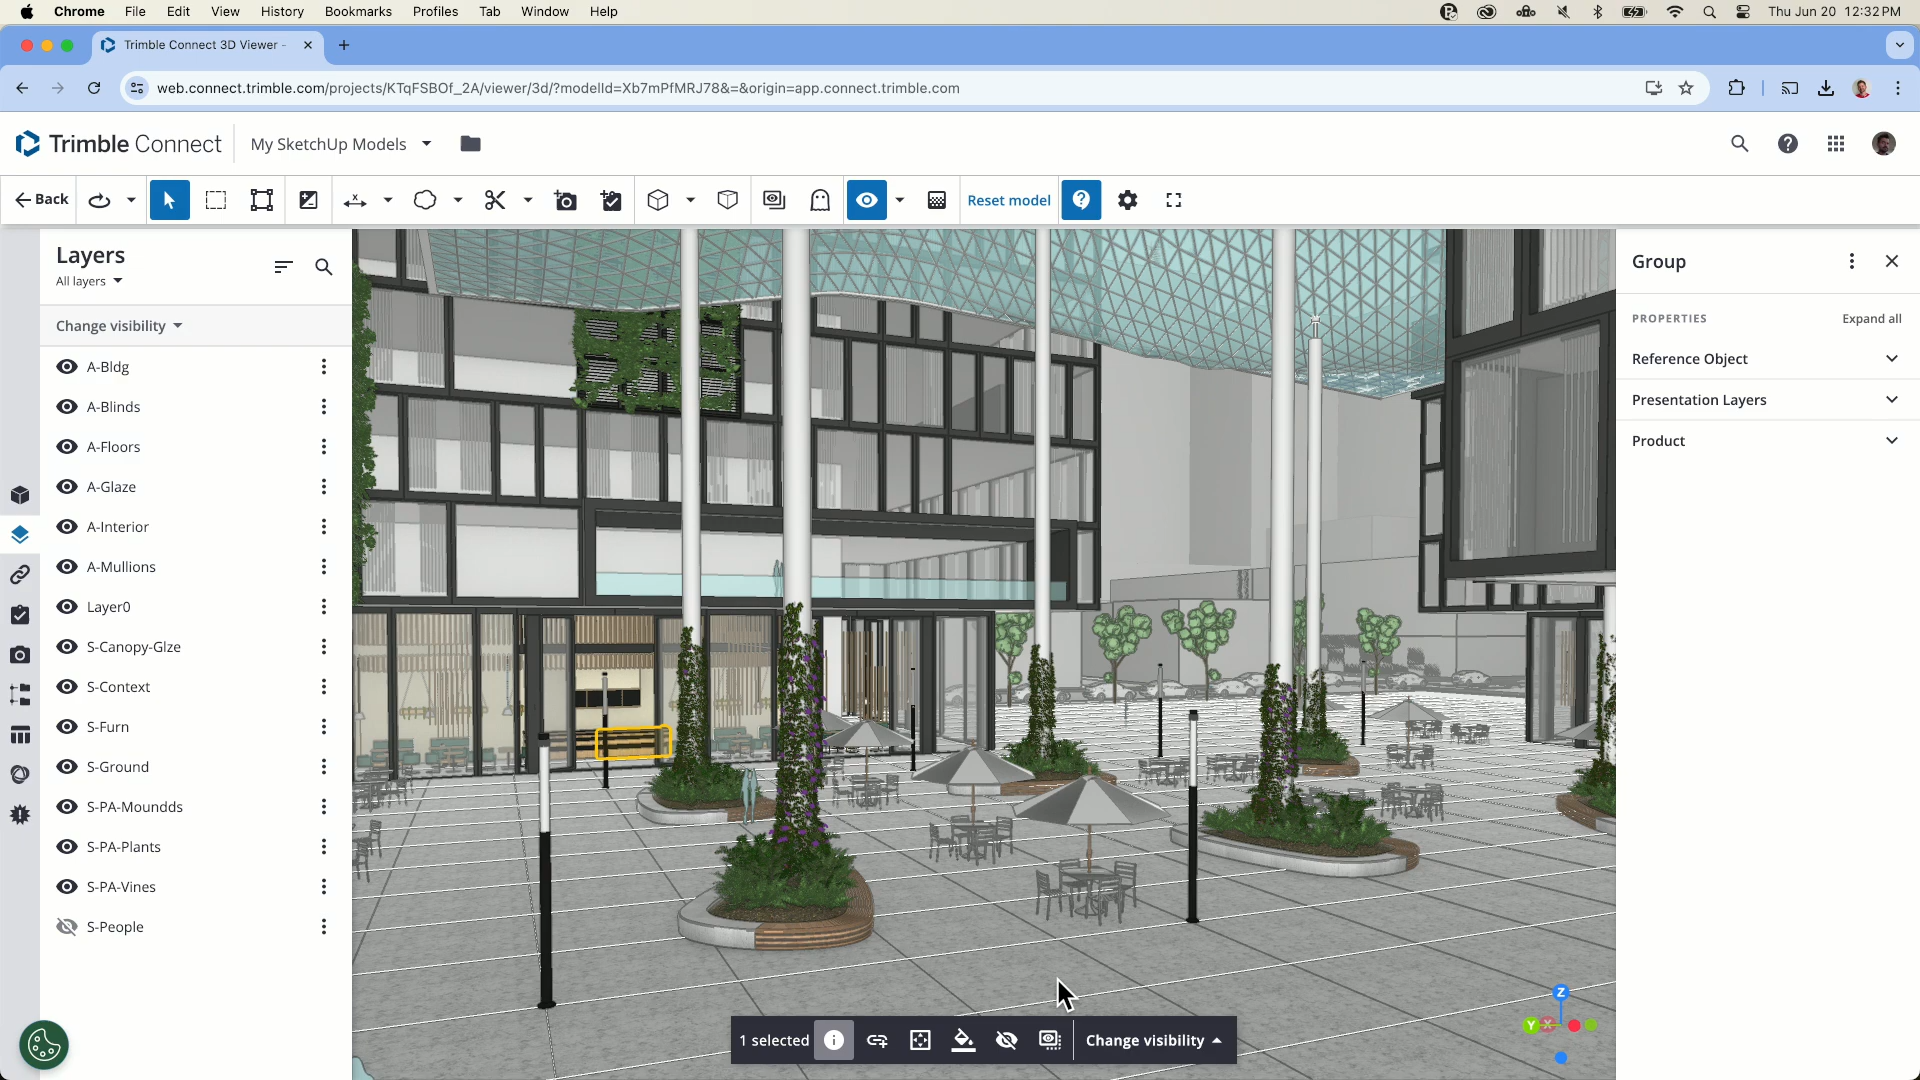 Chrome File Edit View History Bookmarks Profiles Tab Window Help Thu Jun 20 12:32 PM
Trimble Connect 3D Viewer -
web.connect.trimble.com/projects/KTqFSBOf_2A/viewer/3d/?modelId=Xb7mPfMRJ78&=&origin=app.connect.trimble.com
Trimble Connect My SketchUp Models
Back Reset model
Layers
All layers
Change visibility
A-Bldg
A-Blinds
A-Floors
A-Glaze
A-Interior
A-Mullions
Layer0
S-Canopy-Glze
S-Context
S-Furn
S-Ground
S-PA-Moundds
S-PA-Plants
S-PA-Vines
S-People
Group
PROPERTIES Expand all
Reference Object
Presentation Layers
Product
Z
Y X
1 selected Change visibility